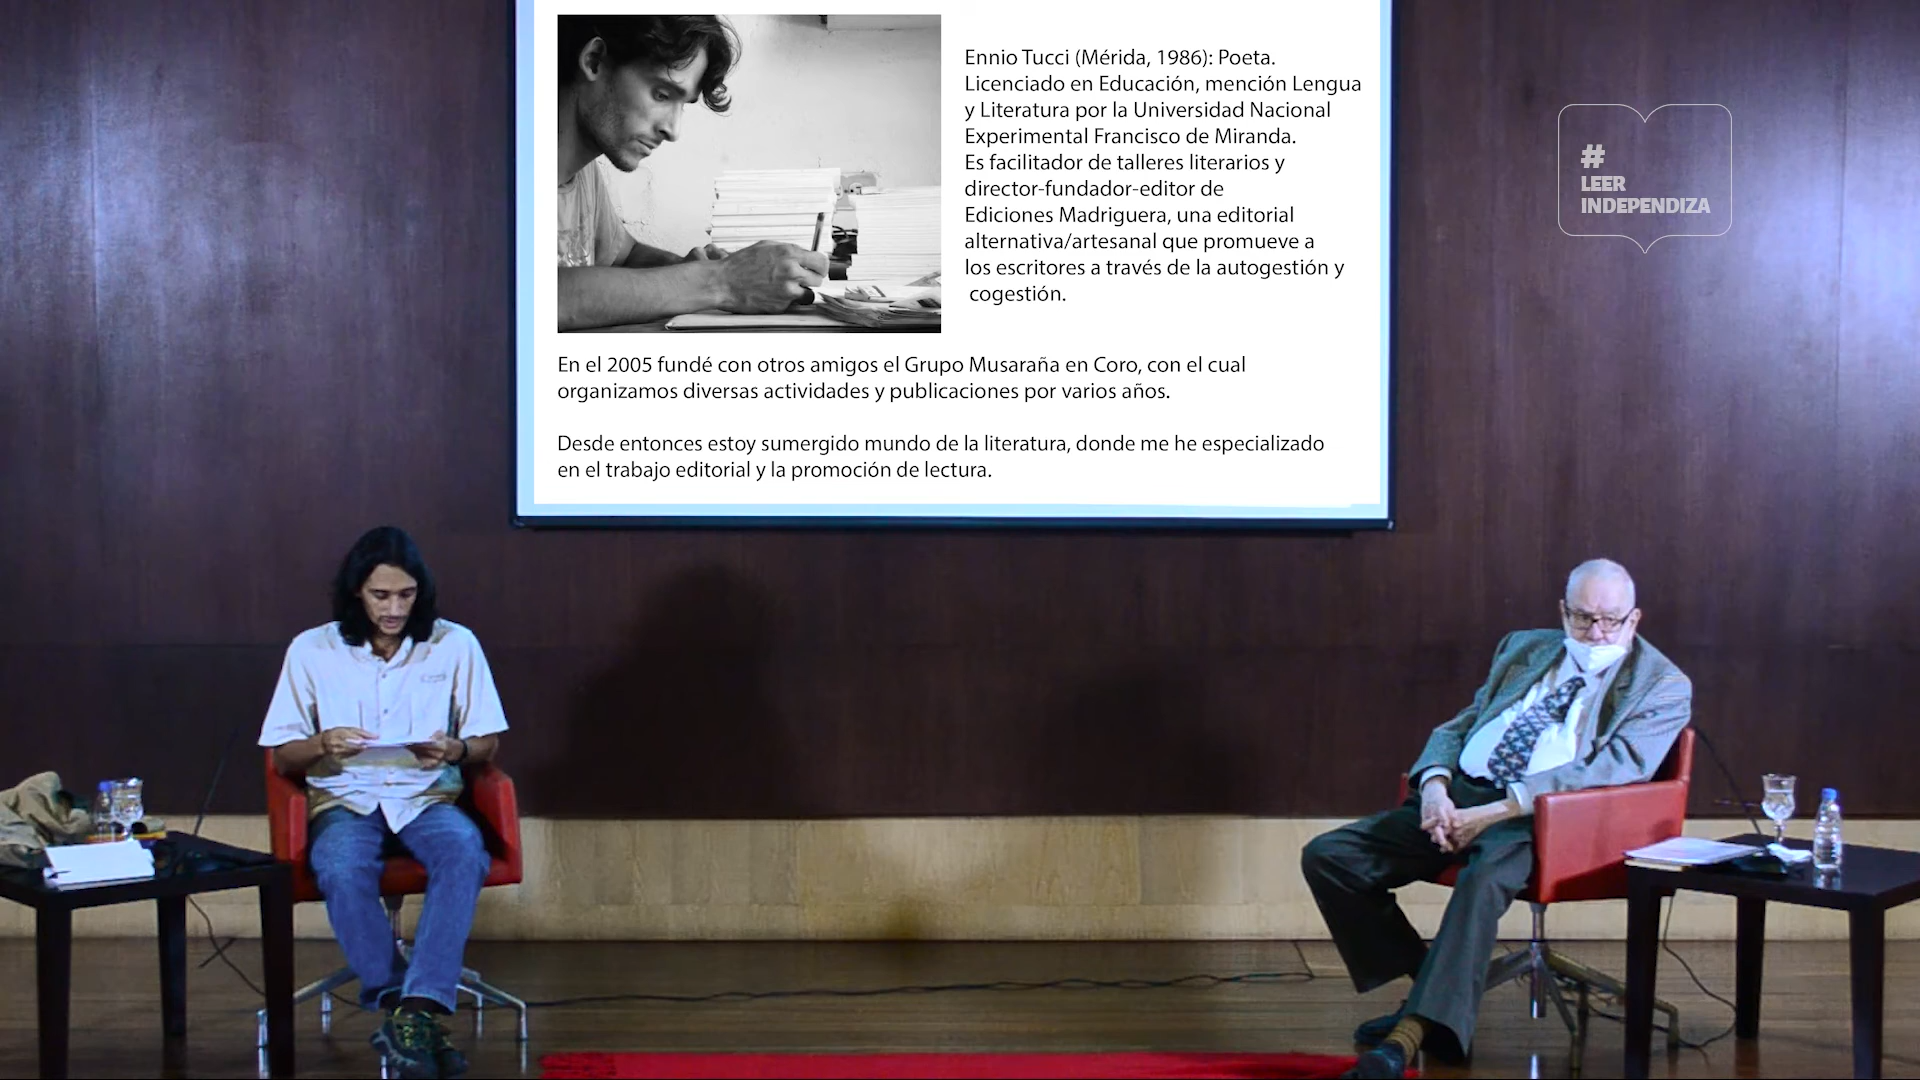 Ennio Tucci (Mérida, 1986): Poeta.
Licenciado en Educación, mención Lengua
y Literatura por la Universidad Nacional
Experimental Francisco de Miranda.
Es facilitador de talleres literarios y
director-fundador-editor de
Ediciones Madriguera, una editorial
alternativa/artesanal que promueve a
los escritores a través de la autogestión y
cogestión.
En el 2005 fundé con otros amigos el Grupo Musaraña en Coro, con el cual
organizamos diversas actividades y publicaciones por varios años.
Desde entonces estoy sumergido mundo de la literatura, donde me he especializado
en el trabajo editorial y la promoción de lectura.
#
LEER
INDEPENDIZA